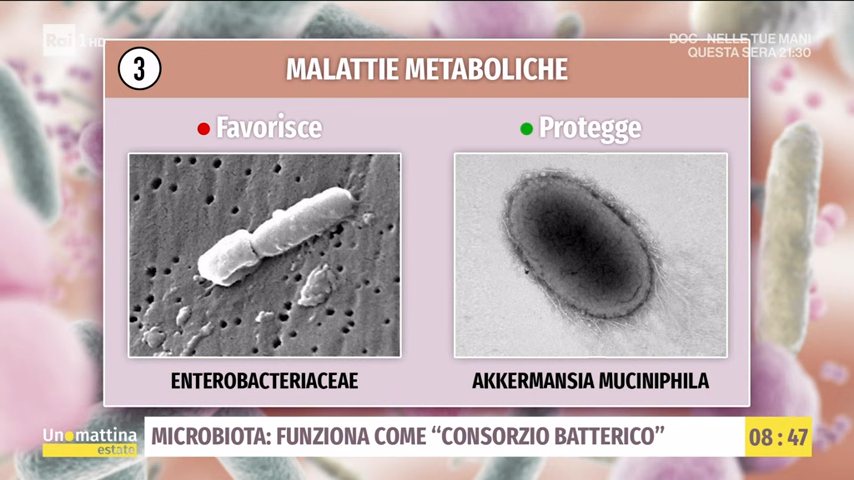 Rai 1 HD
DOC - NELLE TUE MANI
QUESTA SERA 21:30
3
MALATTIE METABOLICHE
Favorisce
Protegge
ENTEROBACTERIACEAE
AKKERMANSIA MUCINIPHILA
Unomattina
estate
MICROBIOTA: FUNZIONA COME “CONSORZIO BATTERICO”
08:47